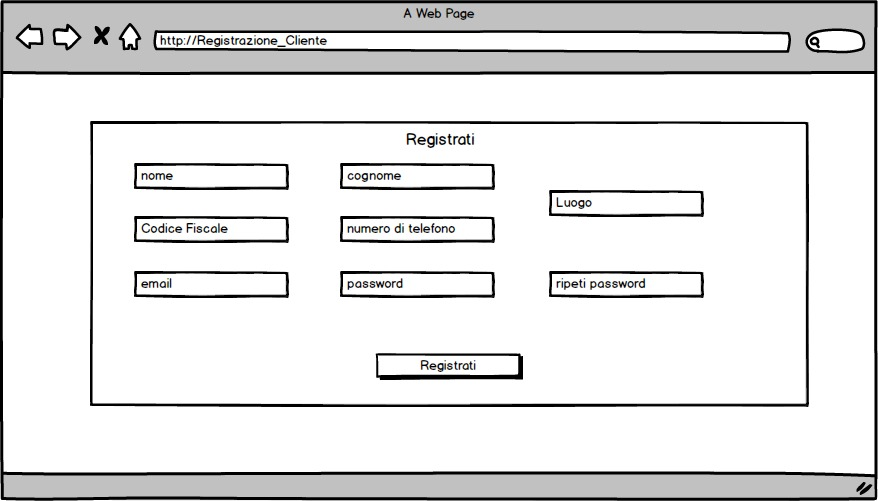 A Web Page
http://Registrazione_Cliente
Registrati
nome
cognome
Luogo
Codice Fiscale
numero di telefono
email
password
ripeti password
Registrati